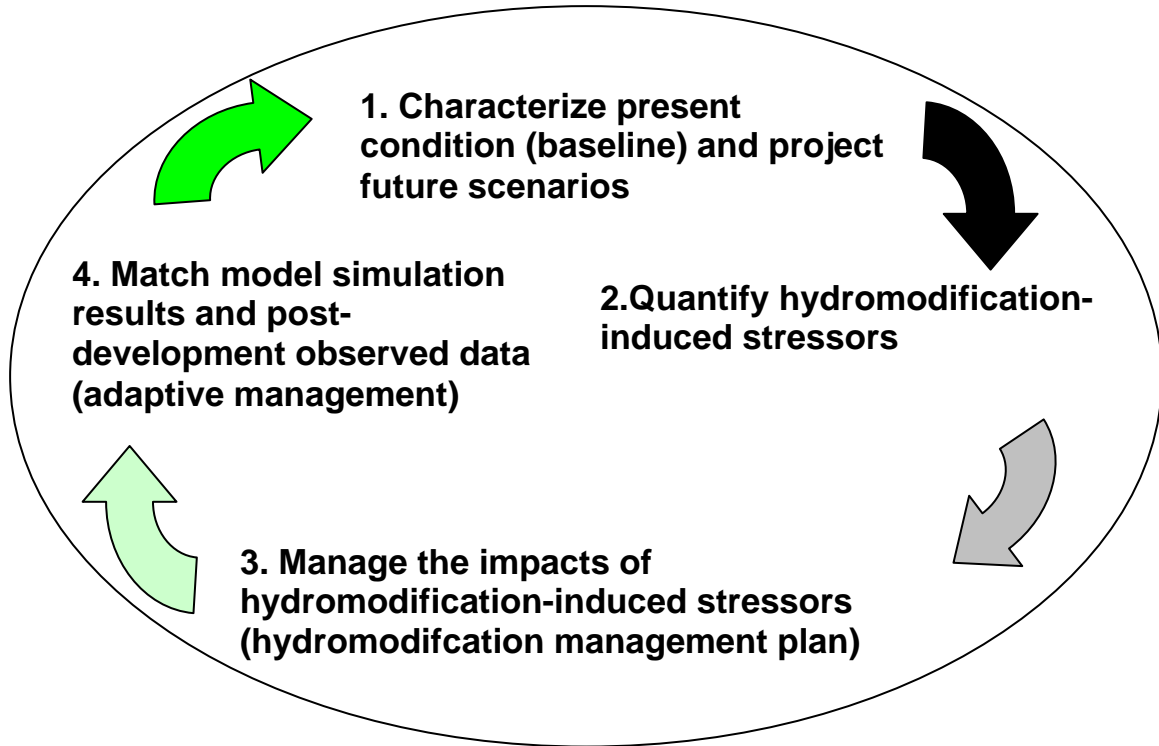 1. Characterize present
condition (baseline) and project
future scenarios
2.Quantify hydromodification-
induced stressors
3. Manage the impacts of
hydromodification-induced stressors
(hydromodifcation management plan)
4. Match model simulation
results and post-
development observed data
(adaptive management)